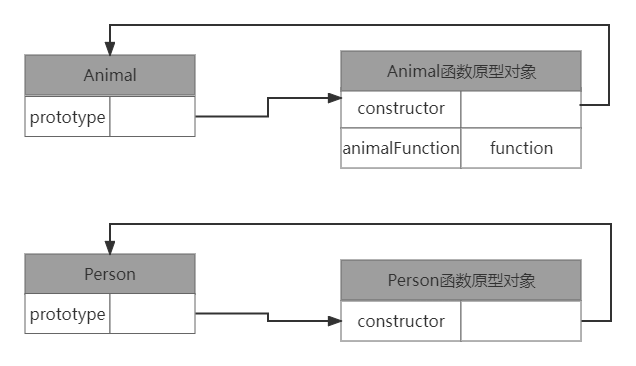 Animal
Animal函数原型对象
prototype
constructor
animalFunction
function
Person
Person函数原型对象
prototype
constructor